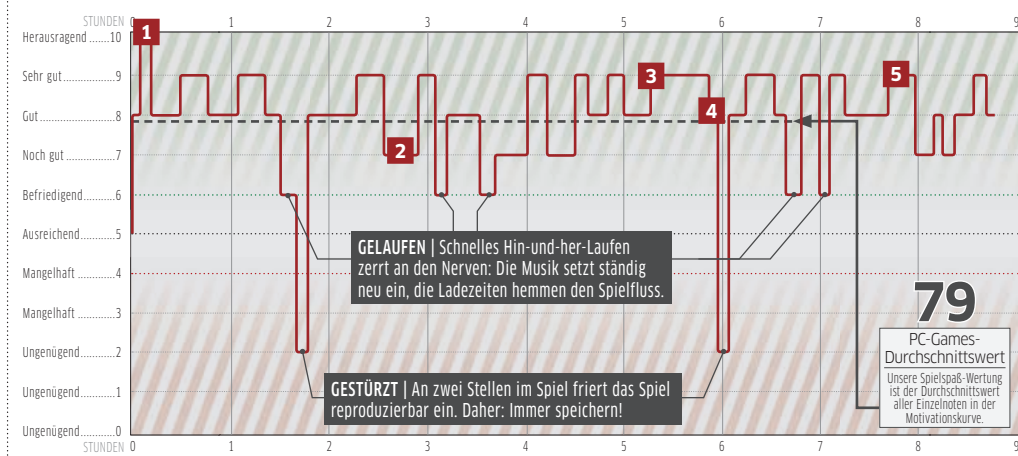 STUNDEN 0 1 2 3 4 5 6 7 8 9
Herausragend ....... 10
Sehr gut ................ 9
Gut ........................ 8
Noch gut ............... 7
Befriedigend ......... 6
Ausreichend .......... 5
Mangelhaft ........... 4
Mangelhaft ........... 3
Ungenügend .......... 2
Ungenügend .......... 1
Ungenügend .......... 0
STUNDEN 0 1 2 3 4 5 6 7 8 9
1
2
3
4
5
GELAUFEN | Schnelles Hin-und-her-Laufen
zerrt an den Nerven: Die Musik setzt ständig
neu ein, die Ladezeiten hemmen den Spielfluss.
GESTÜRZT | An zwei Stellen im Spiel friert das Spiel
reproduzierbar ein. Daher: Immer speichern!
79
PC-Games-
Durchschnittswert
Unsere Spielspaß-Wertung
ist der Durchschnittswert
aller Einzelnoten in der
Motivationskurve.